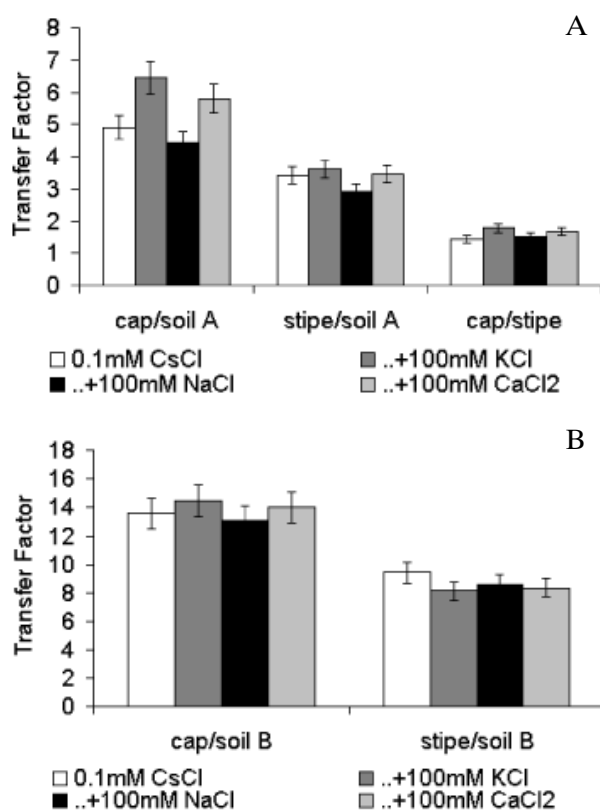 A
Transfer Factor
8
7
6
5
4
3
2
1
0
cap/soil A stipe/soil A cap/stipe
0.1mM CsCl ..+100mM KCl
..+100mM NaCl ..+100mM CaCl2
B
Transfer Factor
18
16
14
12
10
8
6
4
2
0
cap/soil B stipe/soil B
0.1mM CsCl ..+100mM KCl
..+100mM NaCl ..+100mM CaCl2